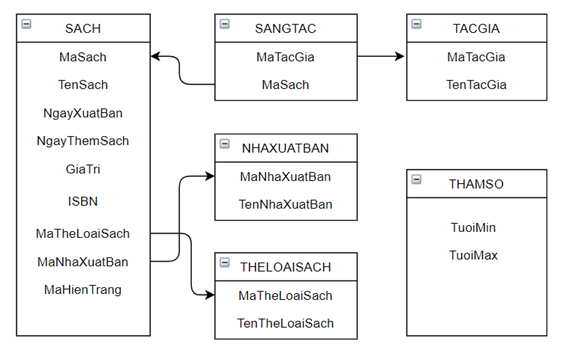 SACH
MaSach
TenSach
NgayXuatBan
NgayThemSach
GiaTri
ISBN
MaTheLoaiSach
MaNhaXuatBan
MaHienTrang
SANGTAC
MaTacGia
MaSach
TACGIA
MaTacGia
TenTacGia
NHAXUATBAN
MaNhaXuatBan
TenNhaXuatBan
THELOAISACH
MaTheLoaiSach
TenTheLoaiSach
THAMSO
TuoiMin
TuoiMax